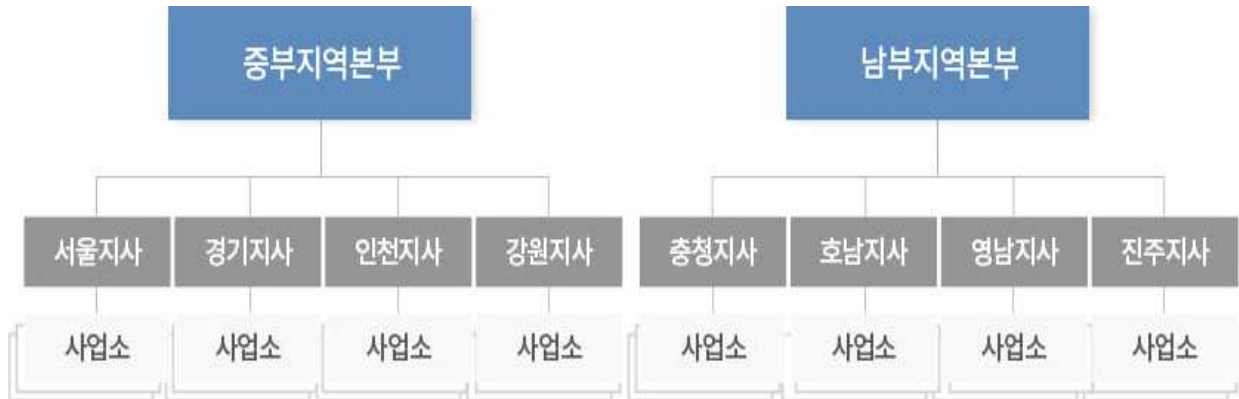 중부지역본부 남부지역본부
서울지사 경기지사 인천지사 강원지사 충청지사 호남지사 영남지사 진주지사
사업소 사업소 사업소 사업소 사업소 사업소 사업소 사업소